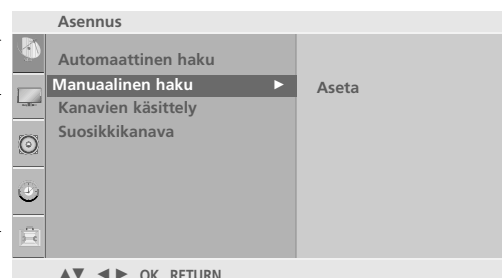 Asennus
Automaattinen haku
Manuaalinen haku ►
Aseta
Kanavien käsittely
Suosikkikanava
▲▼ ◄► OK RETURN